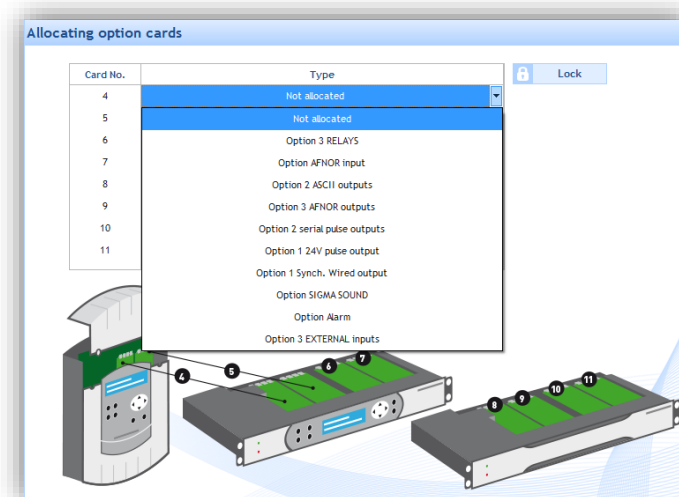 Allocating option cards
Card No. Type Lock
4 Not allocated
5 Not allocated
6 Option 3 RELAYS
7 Option AFNOR input
8 Option 2 ASCII outputs
9 Option 3 AFNOR outputs
10 Option 2 serial pulse outputs
11 Option 1 24V pulse output
Option 1 Synch. Wired output
Option SIGMA SOUND
Option Alarm
Option 3 EXTERNAL inputs
4 5 6 7
8 9 10 11